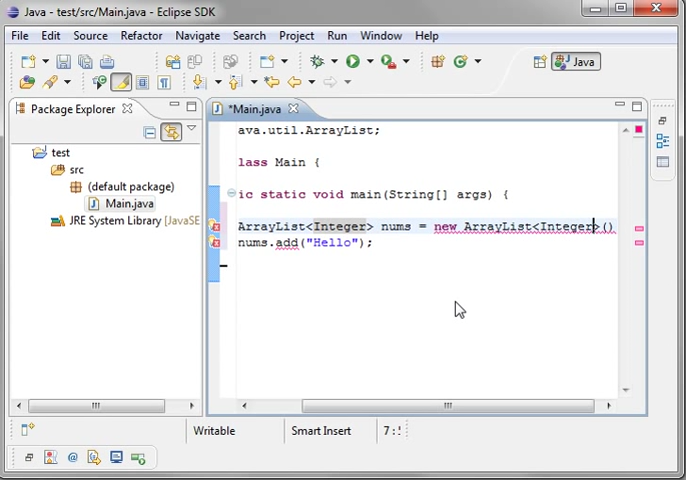 Java - test/src/Main.java - Eclipse SDK
File Edit Source Refactor Navigate Search Project Run Window Help
Java
Package Explorer
*Main.java
test
src
(default package)
Main.java
JRE System Library [JavaSE
ava.util.ArrayList;
lass Main {
ic static void main(String[] args) {
ArrayList<Integer> nums = new ArrayList<Integer>()
nums.add("Hello");
Writable Smart Insert 7: